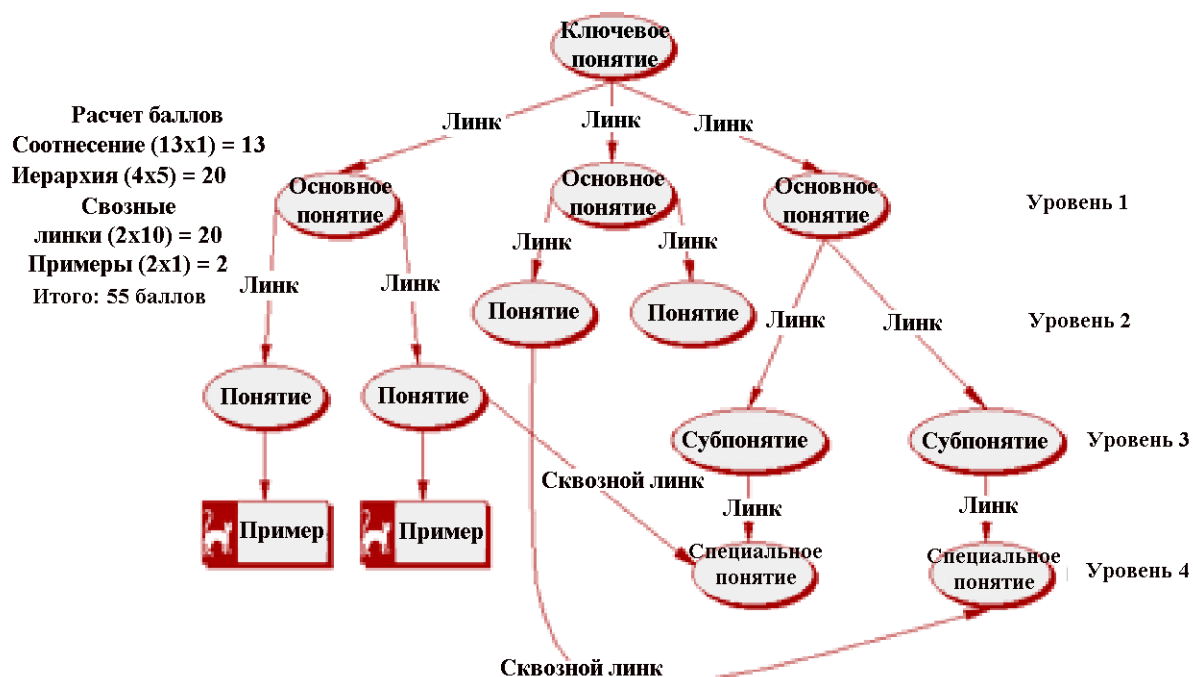 Ключевое
понятие
Расчет баллов
Соотнесение (13x1) = 13
Иерархия (4x5) = 20
Свозные
линки (2x10) = 20
Примеры (2x1) = 2
Итого: 55 баллов
Линк
Линк
Линк
Основное
понятие
Основное
понятие
Основное
понятие
Уровень 1
Линк
Линк
Линк
Линк
Линк
Линк
Понятие
Понятие
Уровень 2
Понятие
Понятие
Субпонятие
Субпонятие
Уровень 3
Сквозной линк
Линк
Линк
Пример
Пример
Специальное
понятие
Специальное
понятие
Уровень 4
Сквозной линк